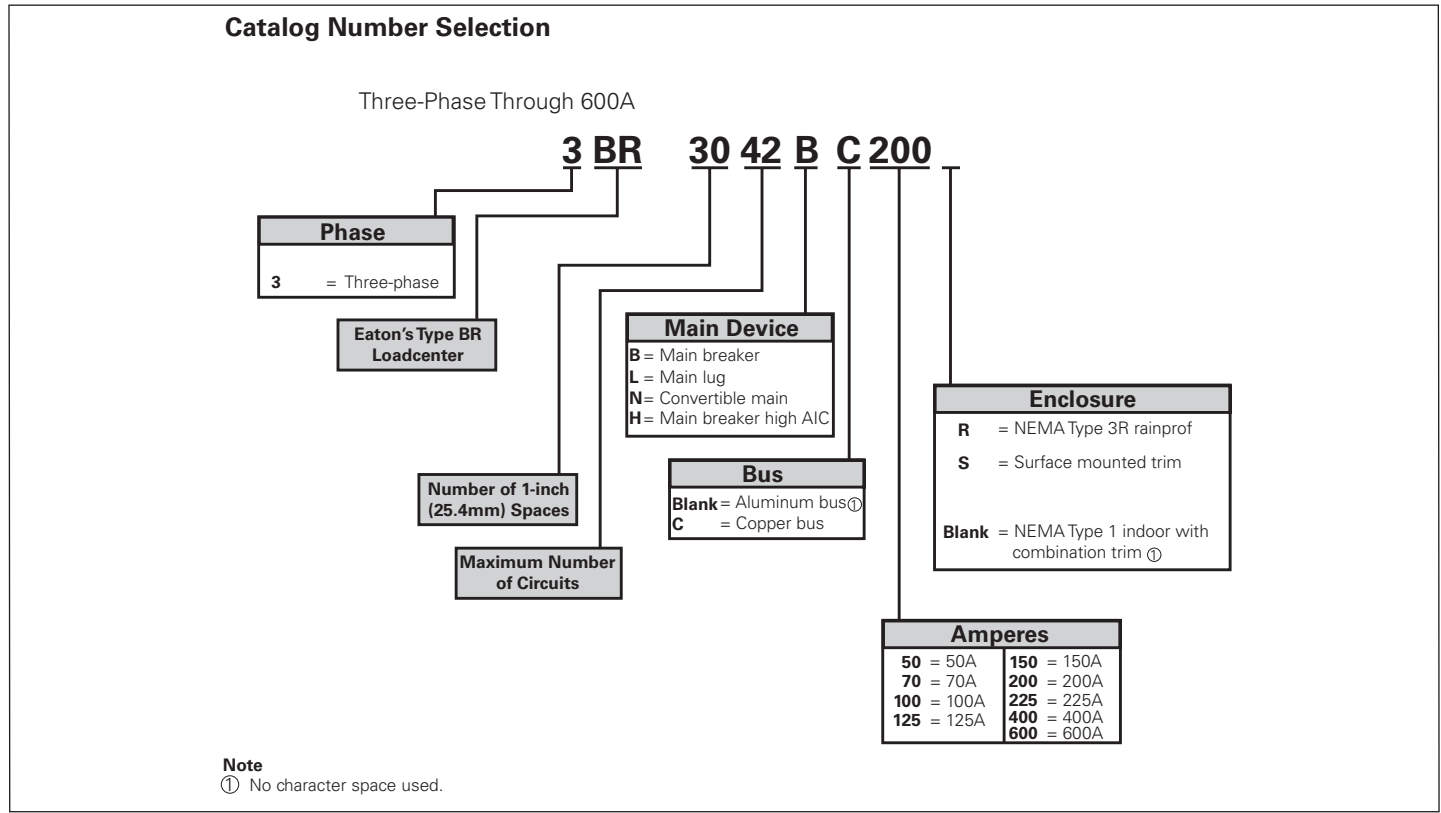 Catalog Number Selection
Three-Phase Through 600A
3 BR 30 42 B C 200
Phase
3 = Three-phase
Eaton's Type BR
Loadcenter
Number of 1-inch
(25.4mm) Spaces
Maximum Number
of Circuits
Main Device
B = Main breaker
L = Main lug
N = Convertible main
H = Main breaker high AIC
Bus
Blank = Aluminum bus ①
C = Copper bus
Enclosure
R = NEMA Type 3R rainprof
S = Surface mounted trim
Blank = NEMA Type 1 indoor with
combination trim ①
Amperes
50 = 50A
70 = 70A
100 = 100A
125 = 125A
150 = 150A
200 = 200A
225 = 225A
400 = 400A
600 = 600A
Note
① No character space used.